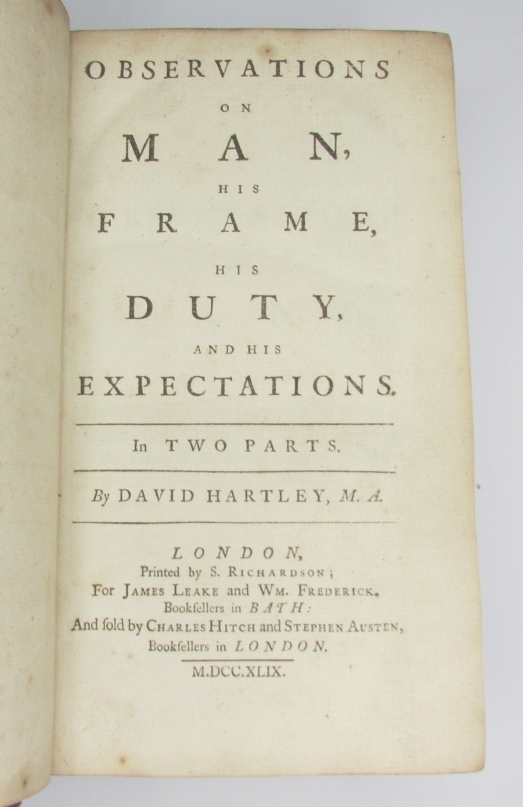 OBSERVATIONS
ON
MAN,
HIS
FRAME,
HIS
DUTY,
AND HIS
EXPECTATIONS.
In TWO PARTS.
By DAVID HARTLEY, M. A.
LONDON,
Printed by S. RICHARDSON;
For JAMES LEAKE and WM. FREDERICK,
Bookſellers in BATH:
And ſold by CHARLES HITCH and STEPHEN AUSTEN,
Bookſellers in LONDON.
M.DCC.XLIX.